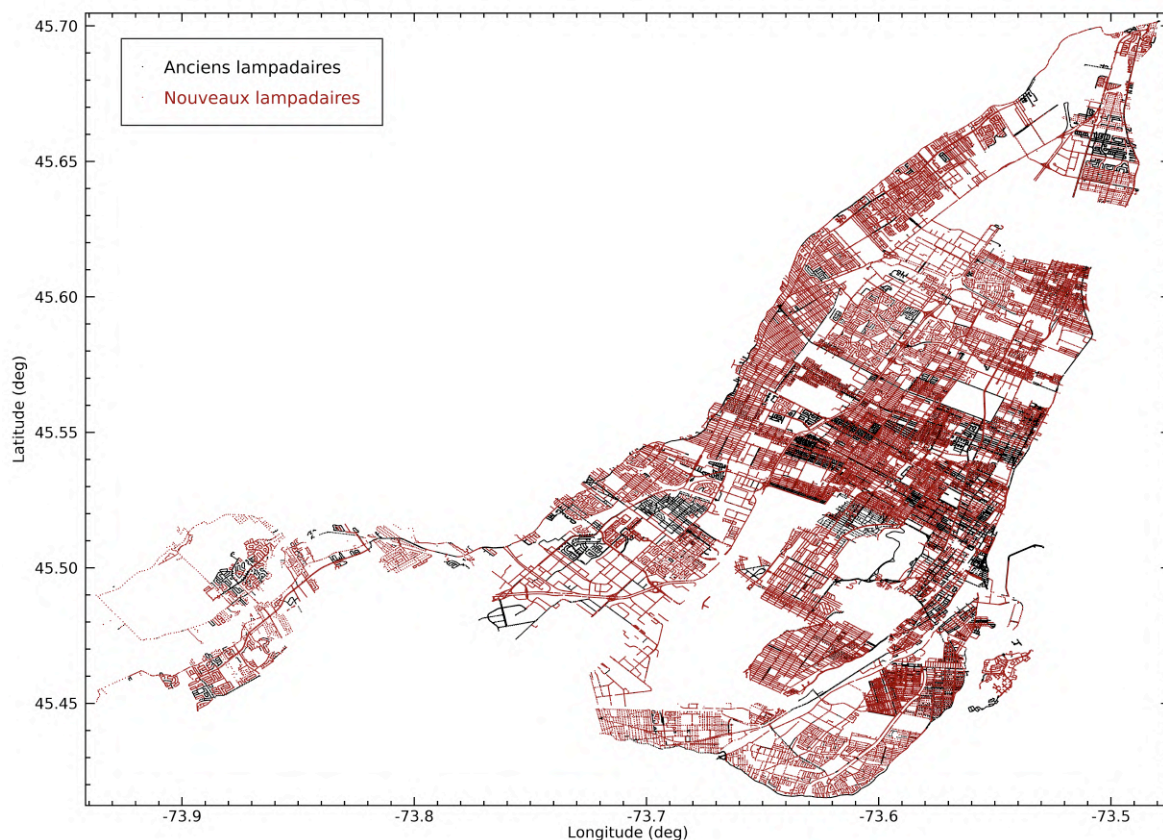 45.70
Anciens lampadaires
Nouveaux lampadaires
45.65
45.60
Latitude (deg)
45.55
45.50
45.45
-73.9
-73.8
-73.7
-73.6
-73.5
Longitude (deg)